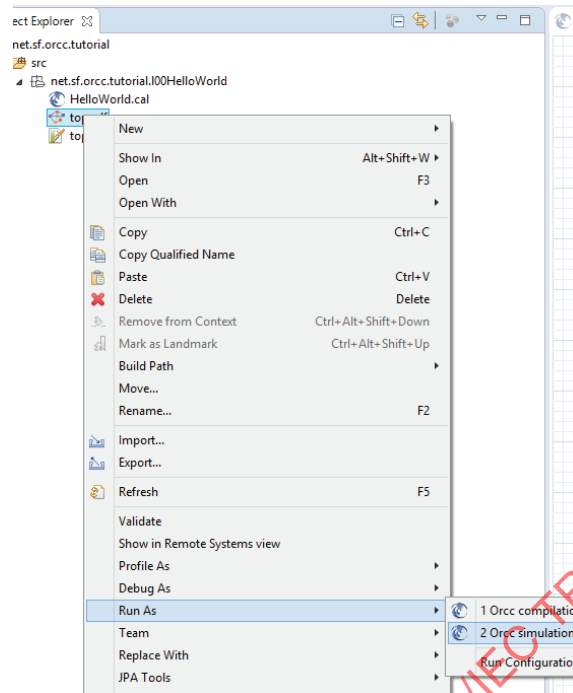 ect Explorer
net.sf.orcc.tutorial
src
net.sf.orcc.tutorial.I00HelloWorld
HelloWorld.cal
top
New
Show In Alt+Shift+W
Open F3
Open With
Copy Ctrl+C
Copy Qualified Name
Paste Ctrl+V
Delete Delete
Remove from Context Ctrl+Alt+Shift+Down
Mark as Landmark Ctrl+Alt+Shift+Up
Build Path
Move...
Rename... F2
Import...
Export...
Refresh F5
Validate
Show in Remote Systems view
Profile As
Debug As
Run As
1 Orcc compilatio
2 Orcc simulation
Team
Replace With
Run Configuratio
JPA Tools